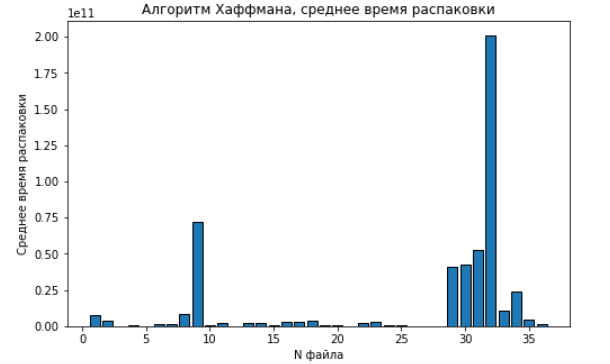 Алгоритм Хаффмана, среднее время распаковки
1e11
2.00
1.75
1.50
1.25
1.00
0.75
0.50
0.25
0.00
Среднее время распаковки
0 5 10 15 20 25 30 35
N файла